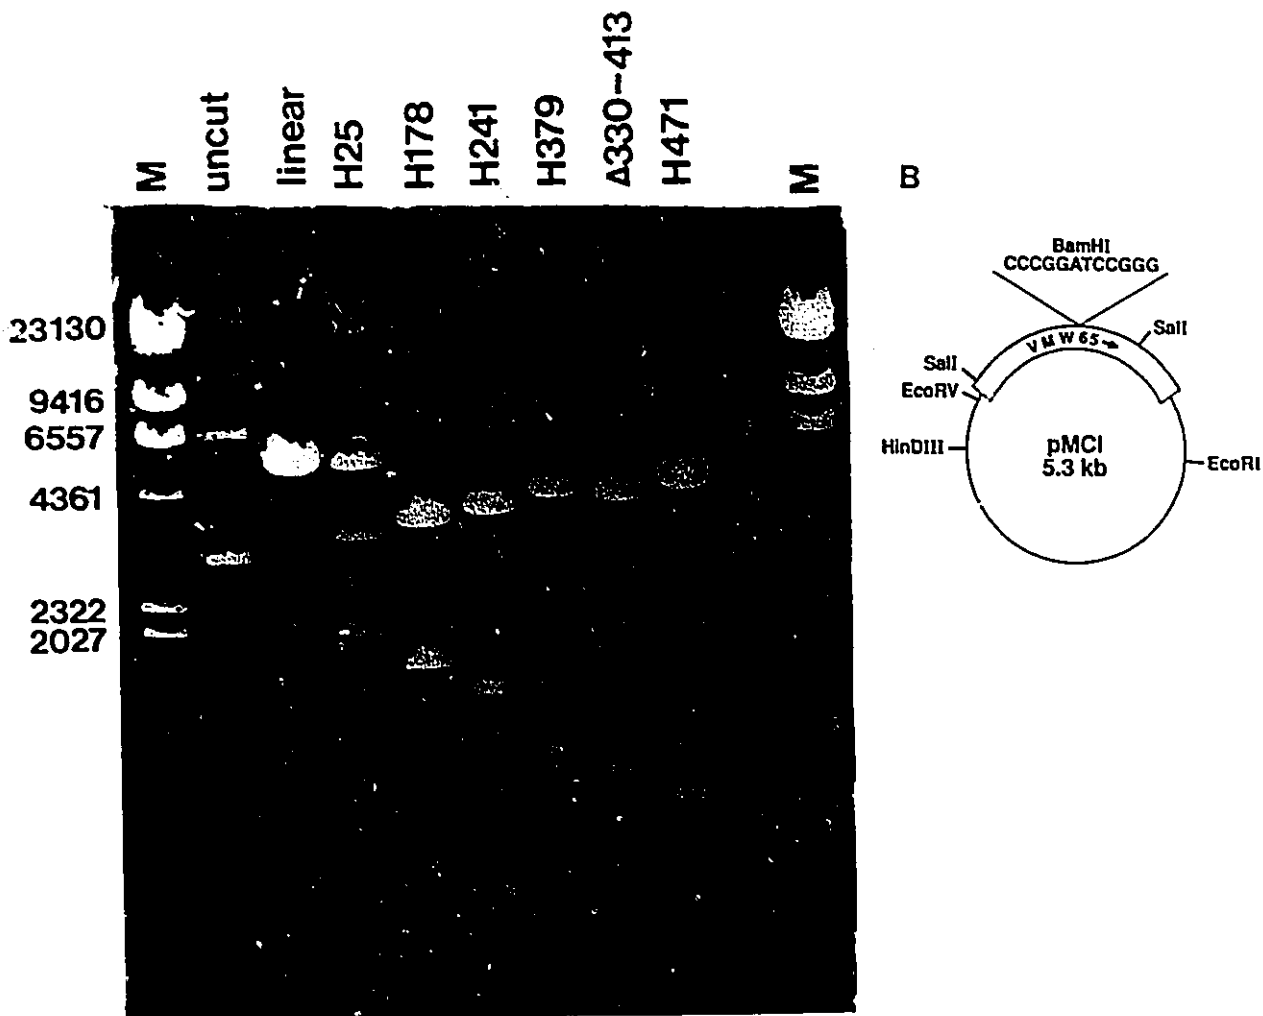 M
uncut
linear
H25
H178
H241
H379
Δ330-413
H471
M
23130
9416
6557
4361
2322
2027
B
BamHI
CCCGGATCCGGG
SalI
VMW65→
SalI
EcoRV
HinDIII
pMCI
5.3 kb
EcoRI